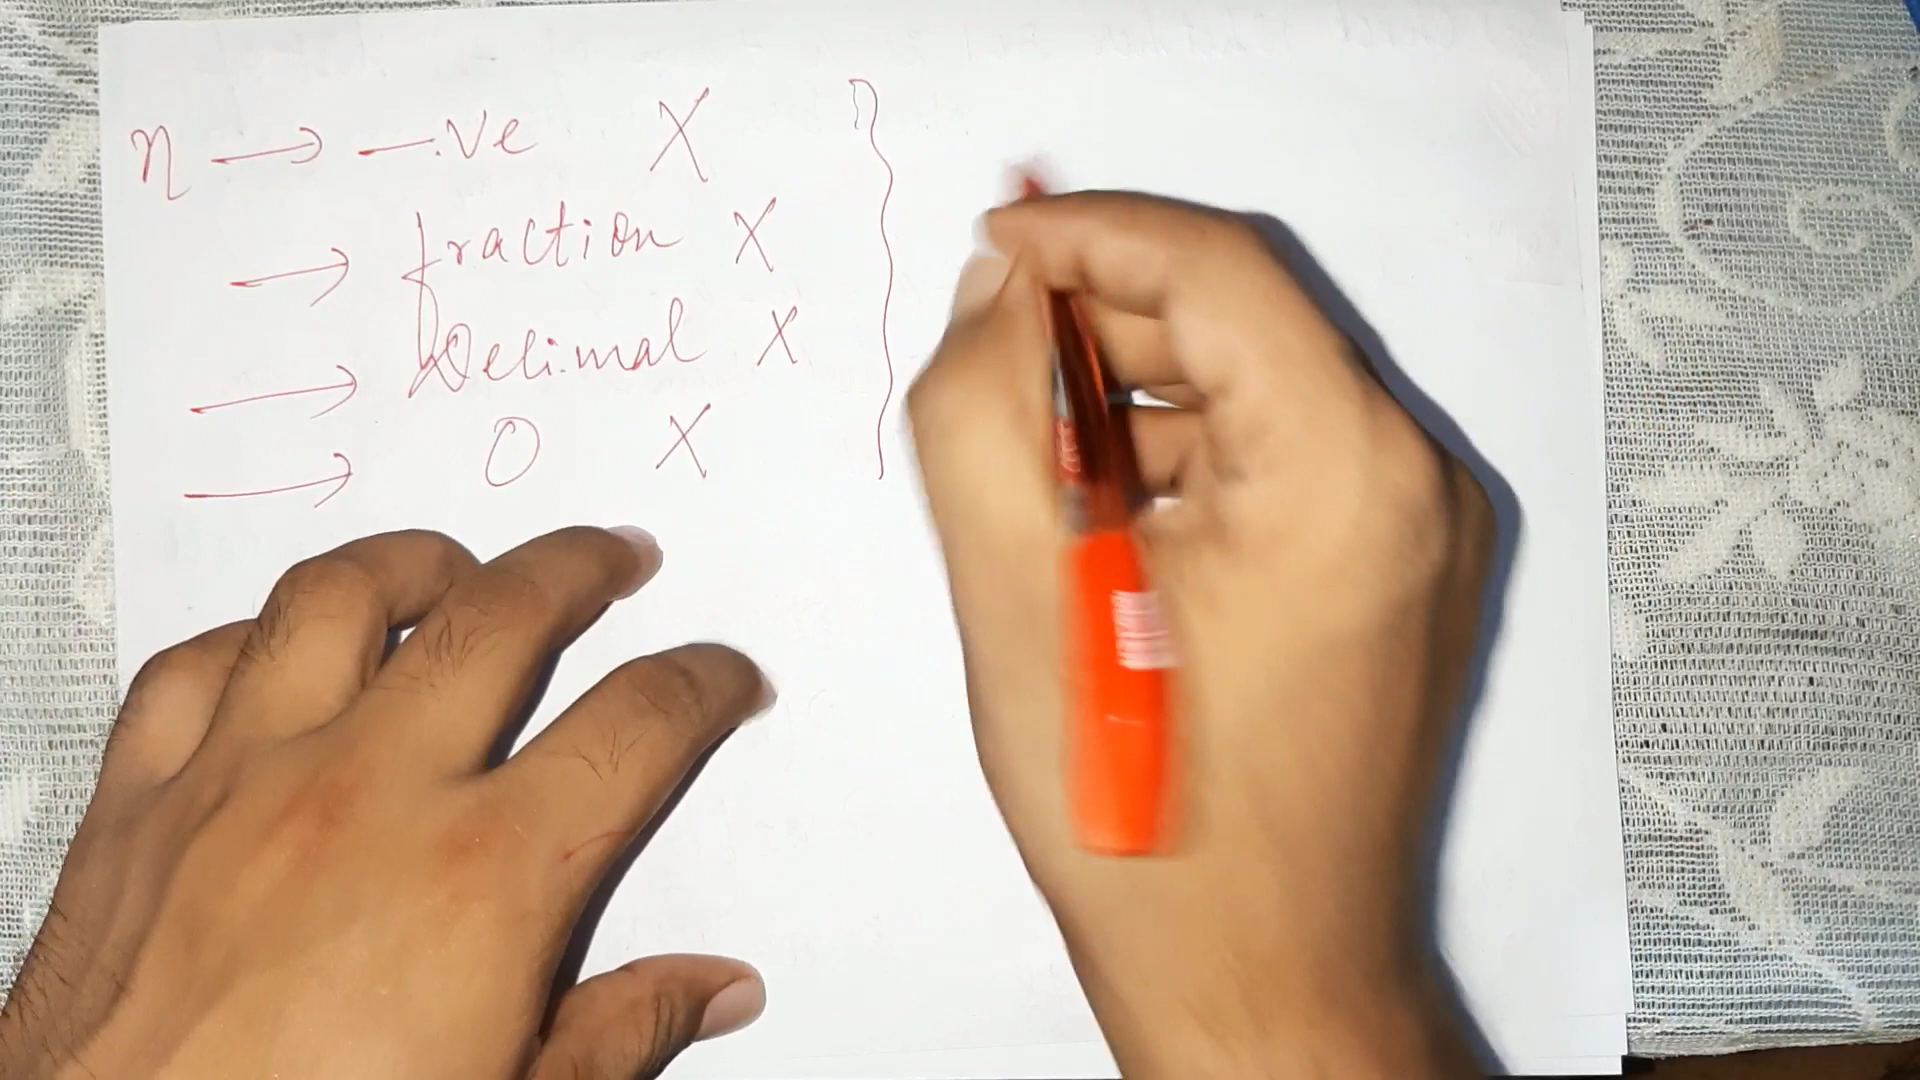 n → -ve X
→ fraction X
→ Decimal X
→ 0 X